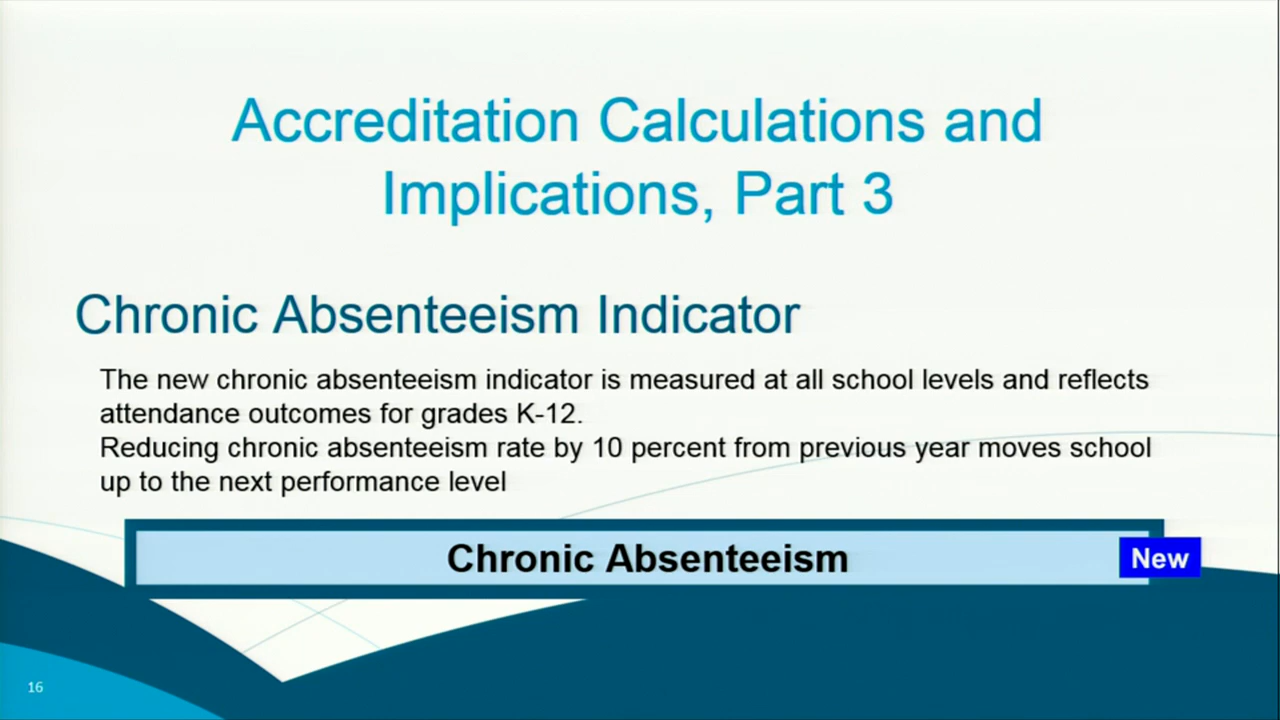 Accreditation Calculations and
Implications, Part 3
Chronic Absenteeism Indicator
The new chronic absenteeism indicator is measured at all school levels and reflects
attendance outcomes for grades K-12.
Reducing chronic absenteeism rate by 10 percent from previous year moves school
up to the next performance level
Chronic Absenteeism
New
16